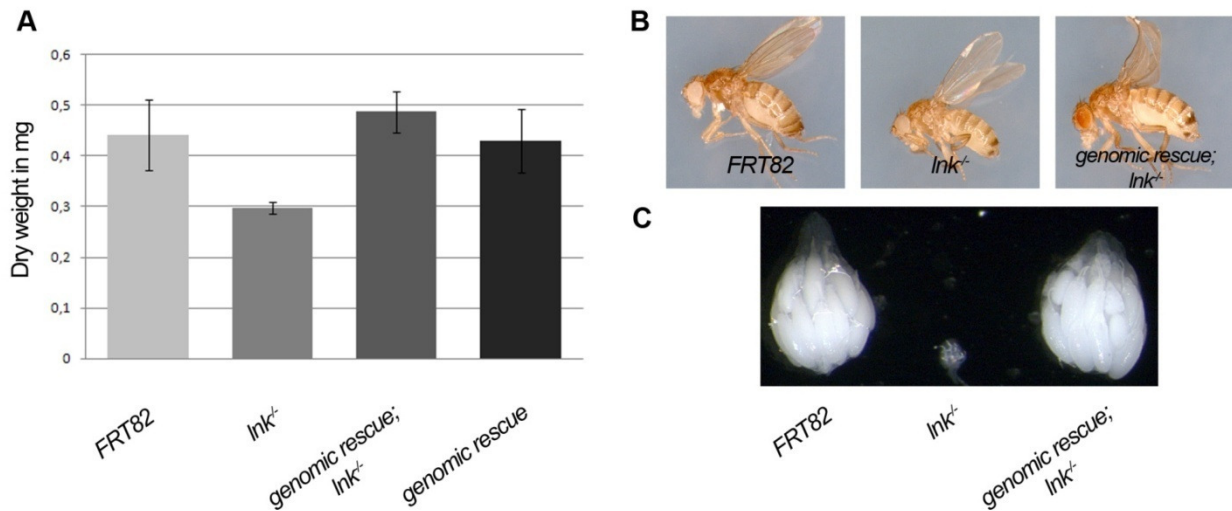 A
Dry weight in mg
0,6
0,5
0,4
0,3
0,2
0,1
0
FRT82
lnk-/-
genomic rescue;
lnk-/-
genomic rescue
B
FRT82
lnk-/-
genomic rescue;
lnk-/-
C
FRT82
lnk-/-
genomic rescue;
lnk-/-